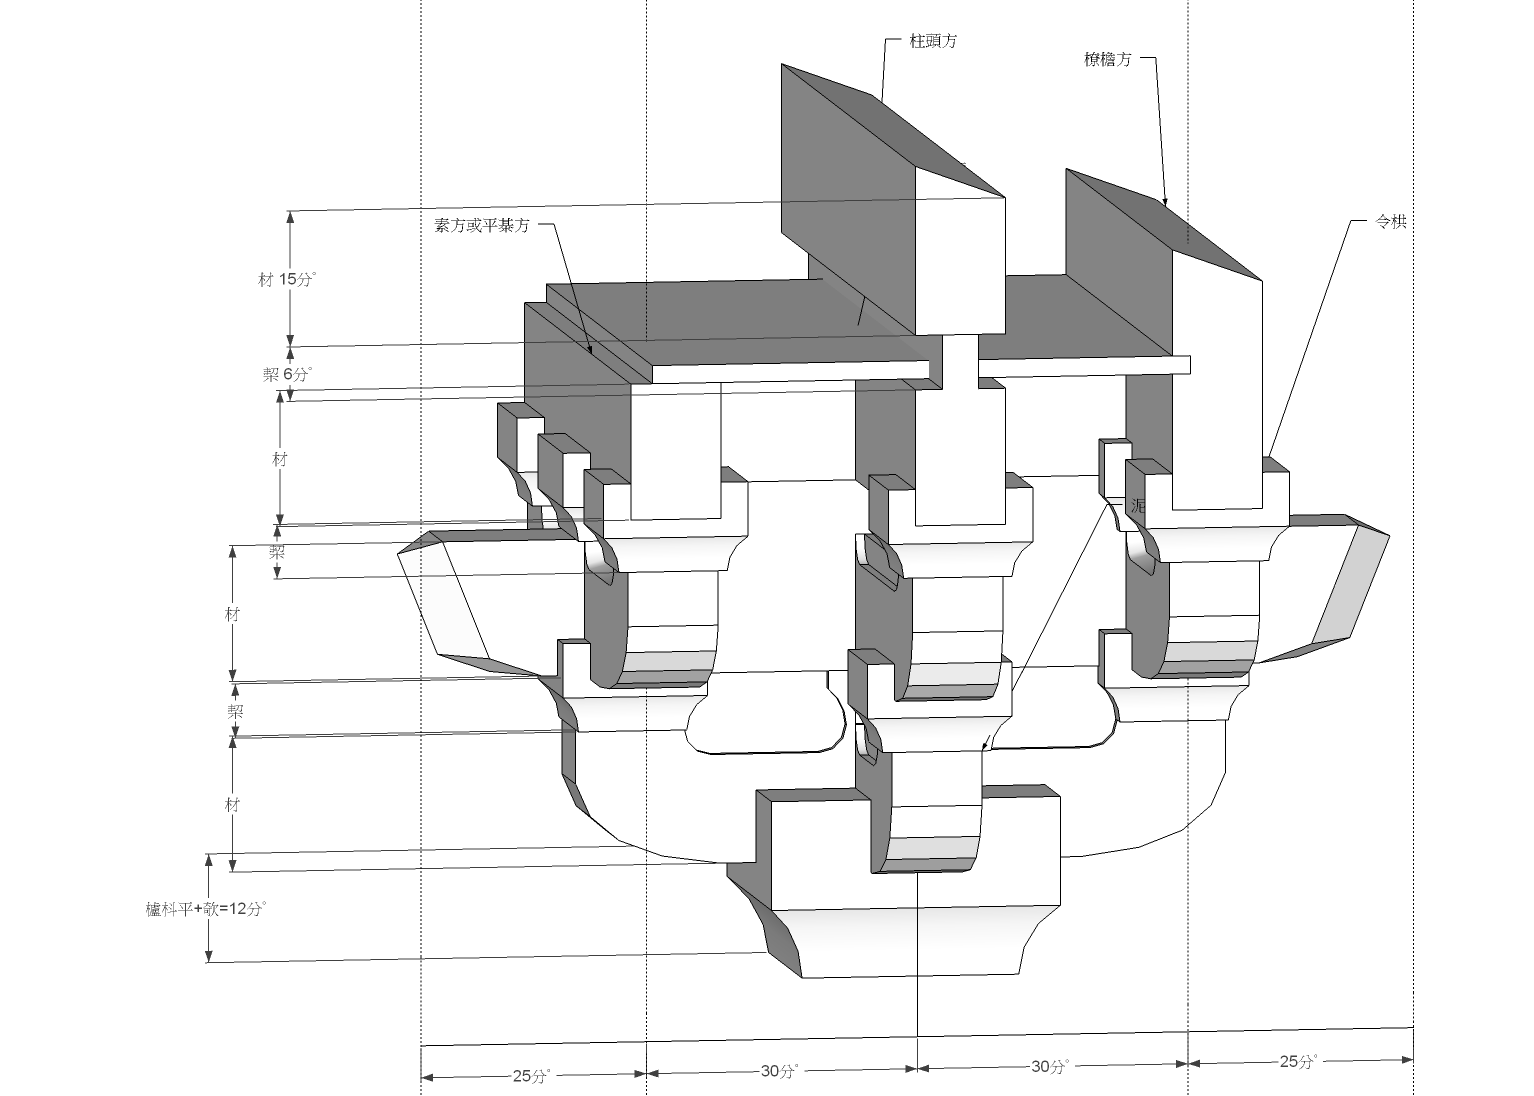 柱頭方
橑檐方
令栱
素方或平棊方
材 15分°
栔 6分°
材
泥
栔
材
栔
材
櫨枓平+欹=12分°
25分°
30分°
30分°
25分°